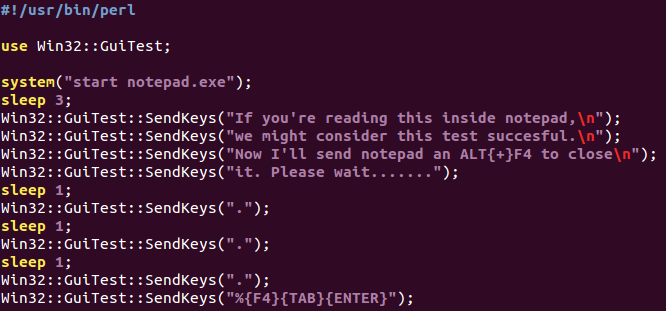 #!/usr/bin/perl
use Win32::GuiTest;
system("start notepad.exe");
sleep 3;
Win32::GuiTest::SendKeys("If you're reading this inside notepad,\n");
Win32::GuiTest::SendKeys("we might consider this test succesful.\n");
Win32::GuiTest::SendKeys("Now I'll send notepad an ALT{+}F4 to close\n");
Win32::GuiTest::SendKeys("it. Please wait.......");
sleep 1;
Win32::GuiTest::SendKeys(".");
sleep 1;
Win32::GuiTest::SendKeys(".");
sleep 1;
Win32::GuiTest::SendKeys(".");
Win32::GuiTest::SendKeys("%{F4}{TAB}{ENTER}");